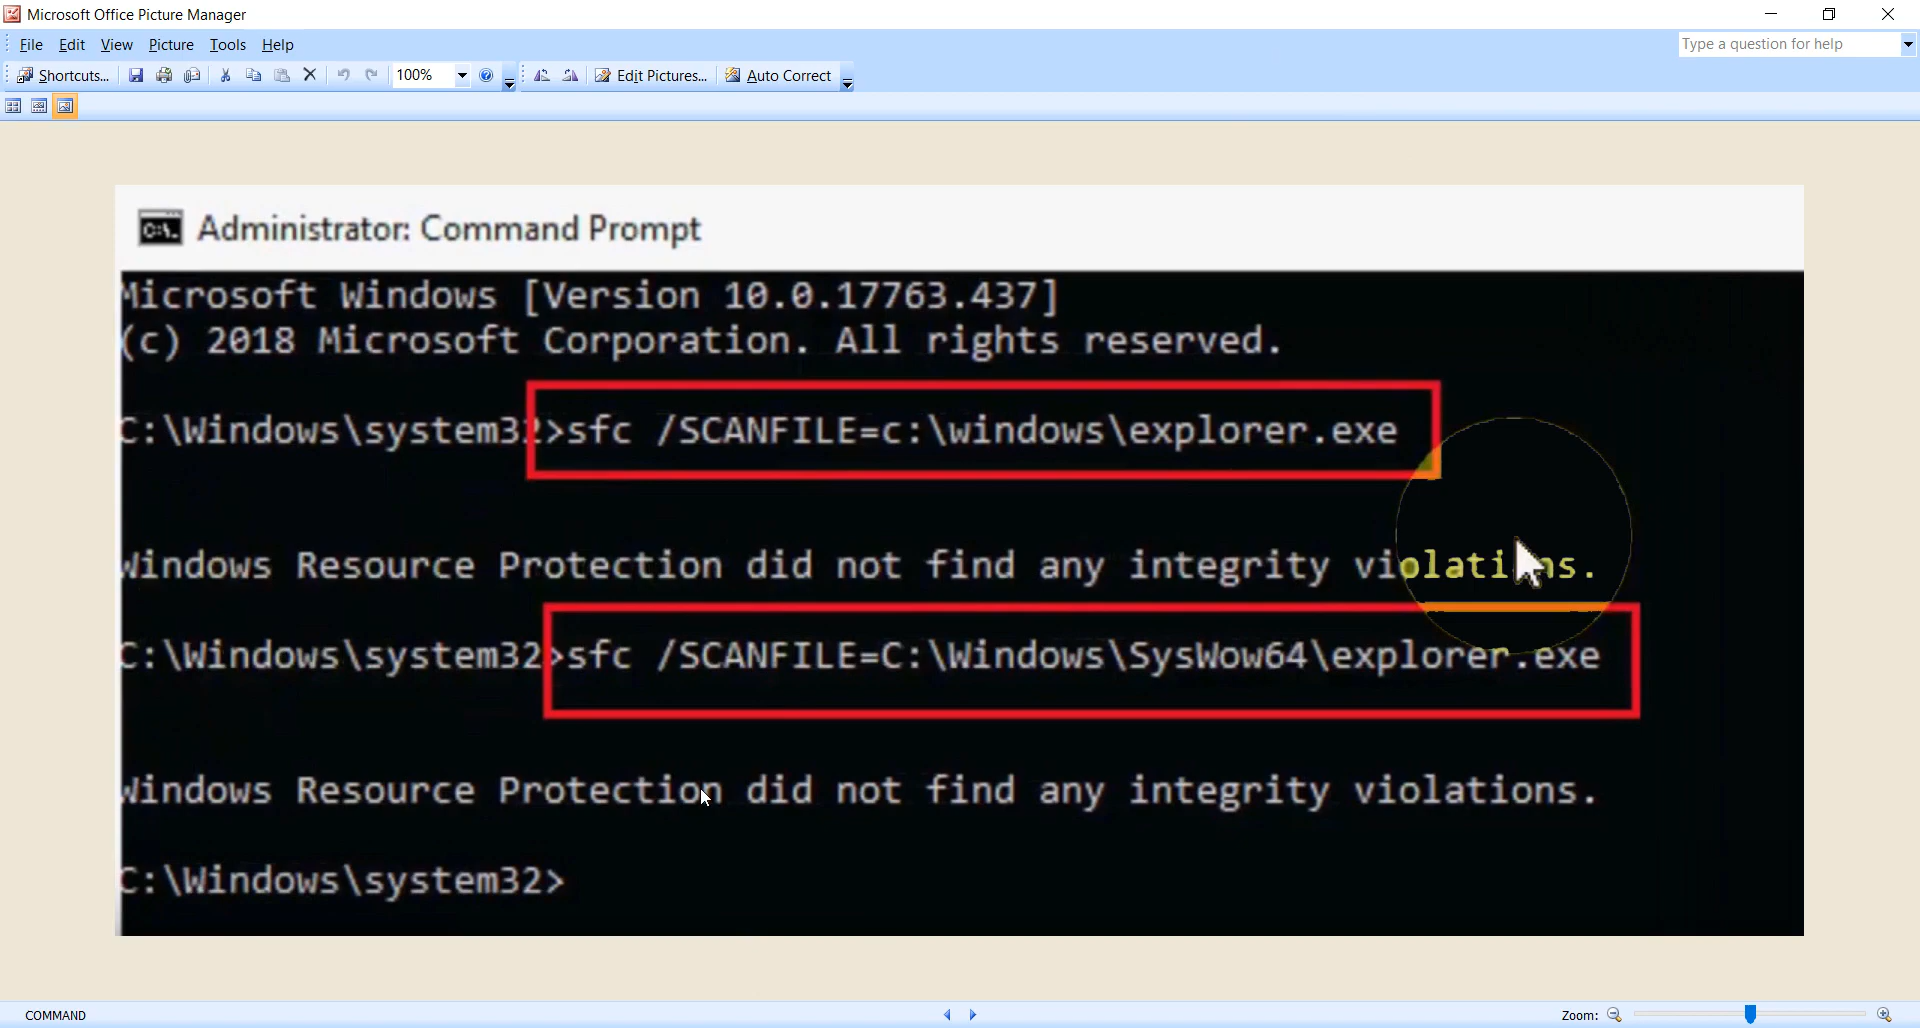 Microsoft Office Picture Manager
File Edit View Picture Tools Help
Type a question for help
Shortcuts... 100% Edit Pictures... Auto Correct
C:\.
Administrator: Command Prompt
Microsoft Windows [Version 10.0.17763.437]
(c) 2018 Microsoft Corporation. All rights reserved.
C:\Windows\system32>sfc /SCANFILE=c:\windows\explorer.exe
Windows Resource Protection did not find any integrity violations.
C:\Windows\system32>sfc /SCANFILE=C:\Windows\SysWow64\explorer.exe
Windows Resource Protection did not find any integrity violations.
C:\Windows\system32>
COMMAND
Zoom: